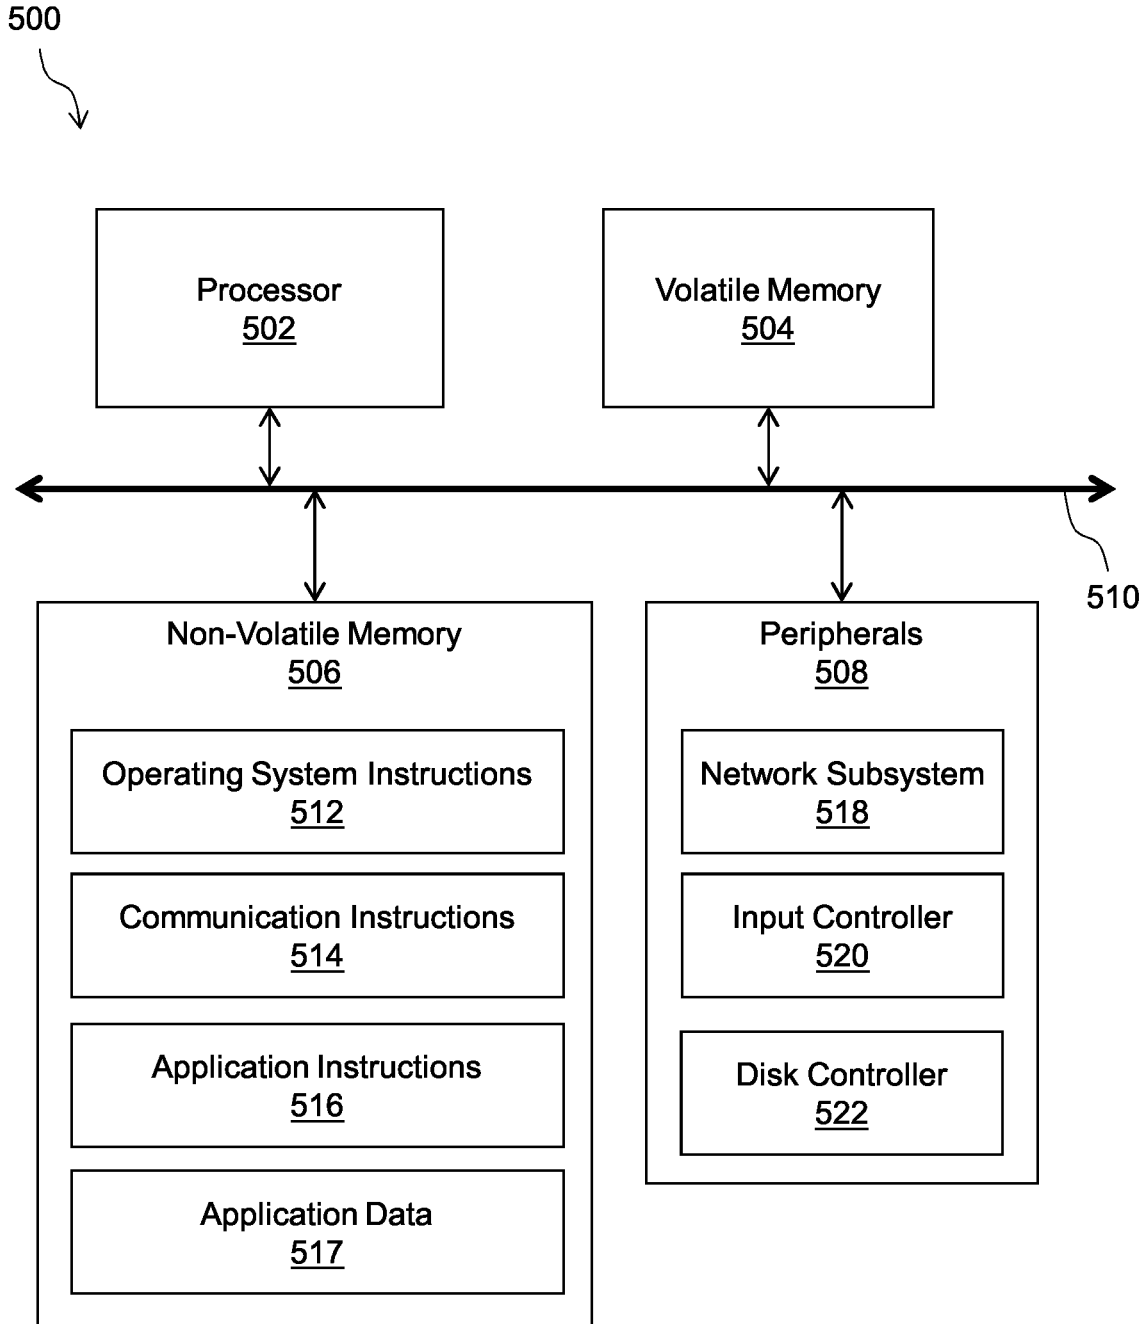 500
Processor
502
Volatile Memory
504
510
Non-Volatile Memory
506
Operating System Instructions
512
Communication Instructions
514
Application Instructions
516
Application Data
517
Peripherals
508
Network Subsystem
518
Input Controller
520
Disk Controller
522